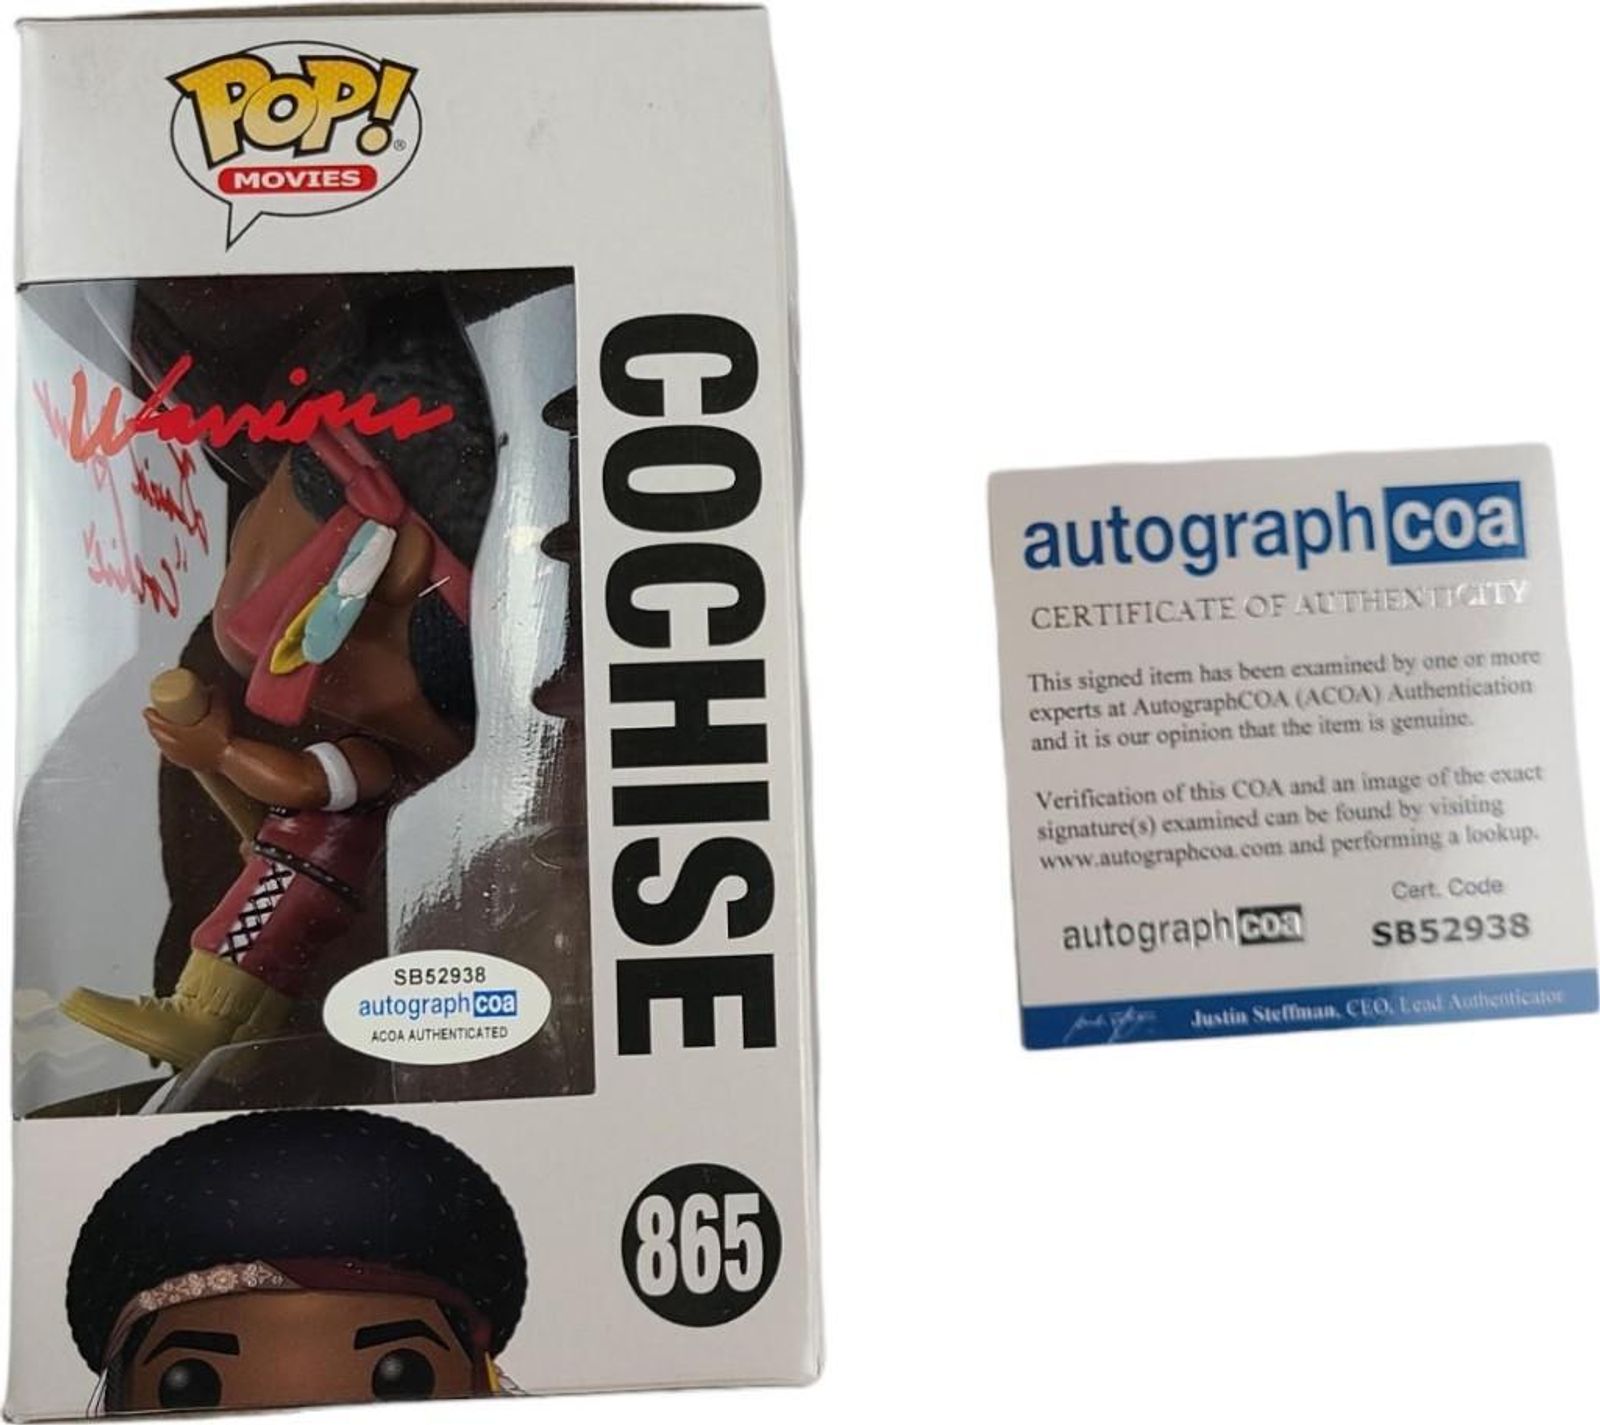 POP!
®
MOVIES
Warriors
COCHISE
SB52938
autograph coa
ACOA AUTHENTICATED
865
autograph coa
CERTIFICATE OF AUTHENTICITY
This signed item has been examined by one or more
experts at AutographCOA (ACOA) Authentication
and it is our opinion that the item is genuine.
Verification of this COA and an image of the exact
signature(s) examined can be found by visiting
www.autographcoa.com and performing a lookup.
Cert. Code
autograph coa
SB52938
Justin Steffman, CEO, Lead Authenticator